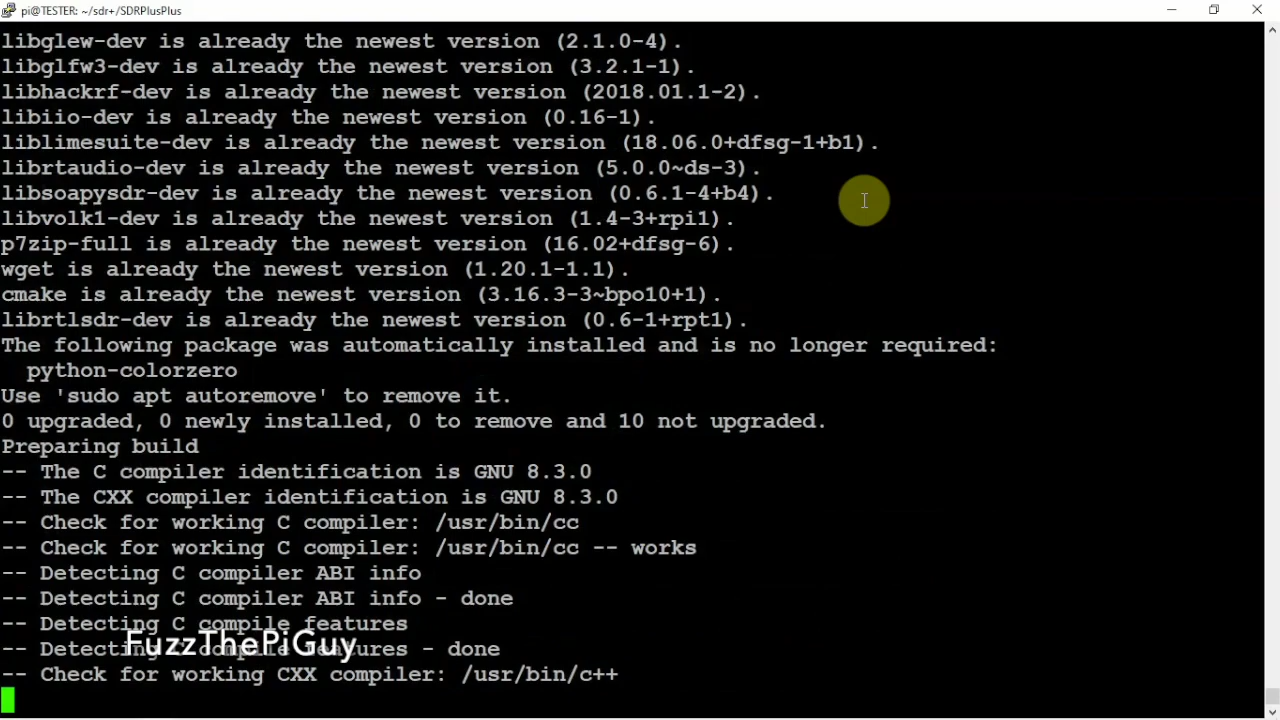 pi@TESTER: ~/sdr+/SDRPlusPlus
libglew-dev is already the newest version (2.1.0-4).
libglfw3-dev is already the newest version (3.2.1-1).
libhackrf-dev is already the newest version (2018.01.1-2).
libiio-dev is already the newest version (0.16-1).
liblimesuite-dev is already the newest version (18.06.0+dfsg-1+b1).
librtaudio-dev is already the newest version (5.0.0~ds-3).
libsoapysdr-dev is already the newest version (0.6.1-4+b4).
libvolk1-dev is already the newest version (1.4-3+rpi1).
p7zip-full is already the newest version (16.02+dfsg-6).
wget is already the newest version (1.20.1-1.1).
cmake is already the newest version (3.16.3-3~bpo10+1).
librtlsdr-dev is already the newest version (0.6-1+rpt1).
The following package was automatically installed and is no longer required:
  python-colorzero
Use 'sudo apt autoremove' to remove it.
0 upgraded, 0 newly installed, 0 to remove and 10 not upgraded.
Preparing build
-- The C compiler identification is GNU 8.3.0
-- The CXX compiler identification is GNU 8.3.0
-- Check for working C compiler: /usr/bin/cc
-- Check for working C compiler: /usr/bin/cc -- works
-- Detecting C compiler ABI info
-- Detecting C compiler ABI info - done
-- Detecting C compile features
FuzzThePiGuy
-- Detecting C compile features - done
-- Check for working CXX compiler: /usr/bin/c++